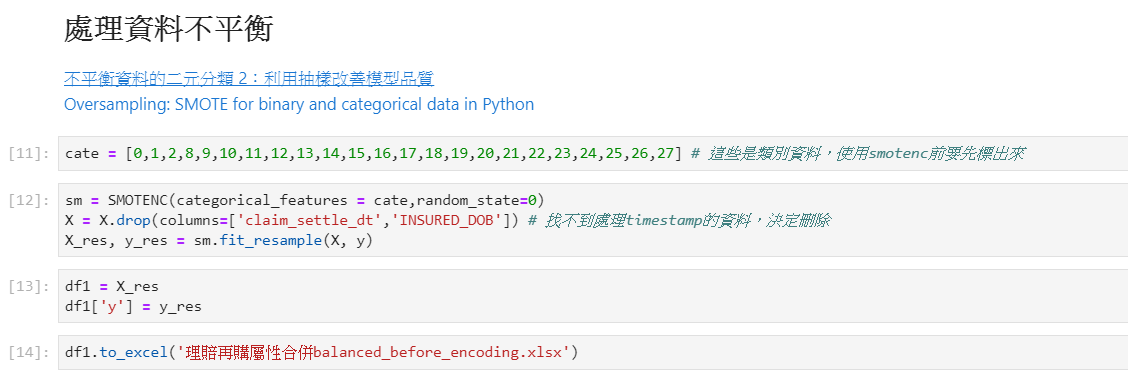 處理資料不平衡
不平衡資料的二元分類 2：利用抽樣改善模型品質
Oversampling: SMOTE for binary and categorical data in Python
[11]: cate = [0,1,2,8,9,10,11,12,13,14,15,16,17,18,19,20,21,22,23,24,25,26,27] # 這些是類別資料，使用smotenc前要先標出來
[12]: sm = SMOTENC(categorical_features = cate,random_state=0)
X = X.drop(columns=['claim_settle_dt','INSURED_DOB']) # 找不到處理timestamp的資料，決定刪除
X_res, y_res = sm.fit_resample(X, y)
[13]: df1 = X_res
df1['y'] = y_res
[14]: df1.to_excel('理賠再購屬性合併balanced_before_encoding.xlsx')